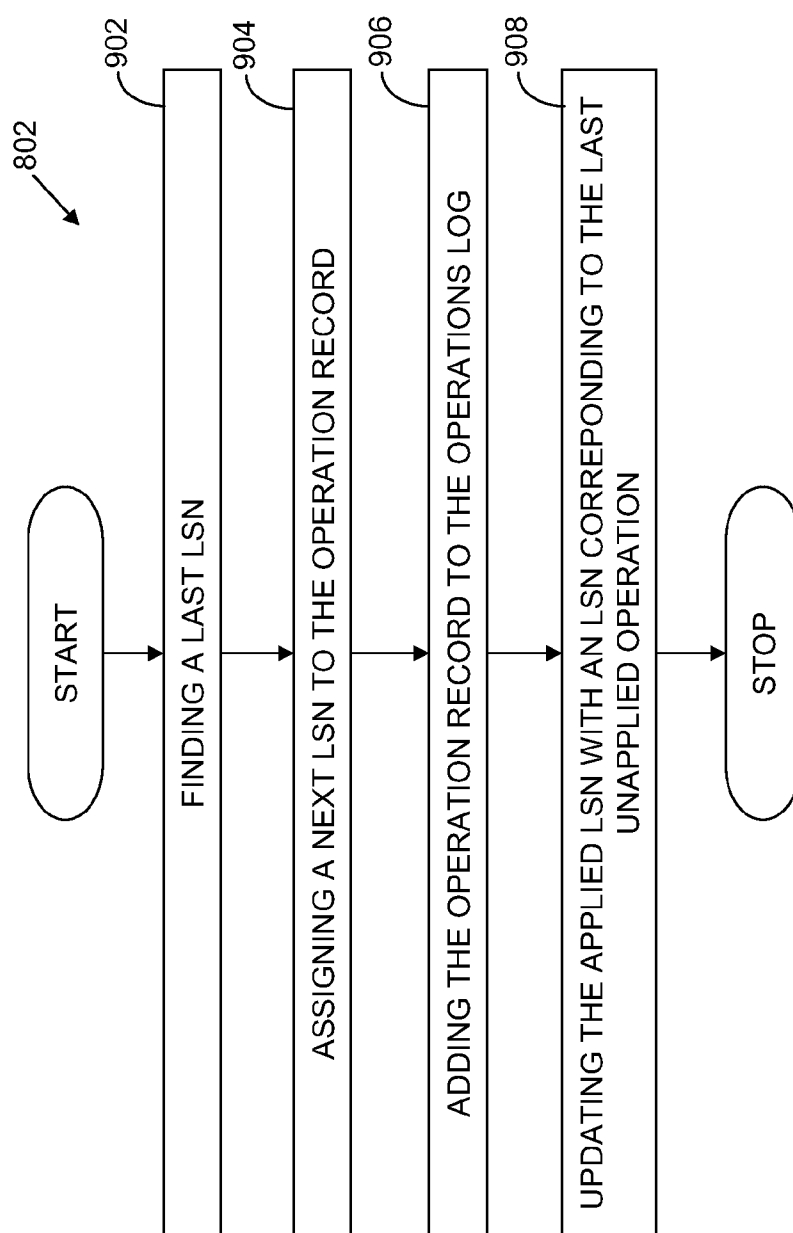 802
START
902
FINDING A LAST LSN
904
ASSIGNING A NEXT LSN TO THE OPERATION RECORD
906
ADDING THE OPERATION RECORD TO THE OPERATIONS LOG
908
UPDATING THE APPLIED LSN WITH AN LSN CORREPONDING TO THE LAST
UNAPPLIED OPERATION
STOP